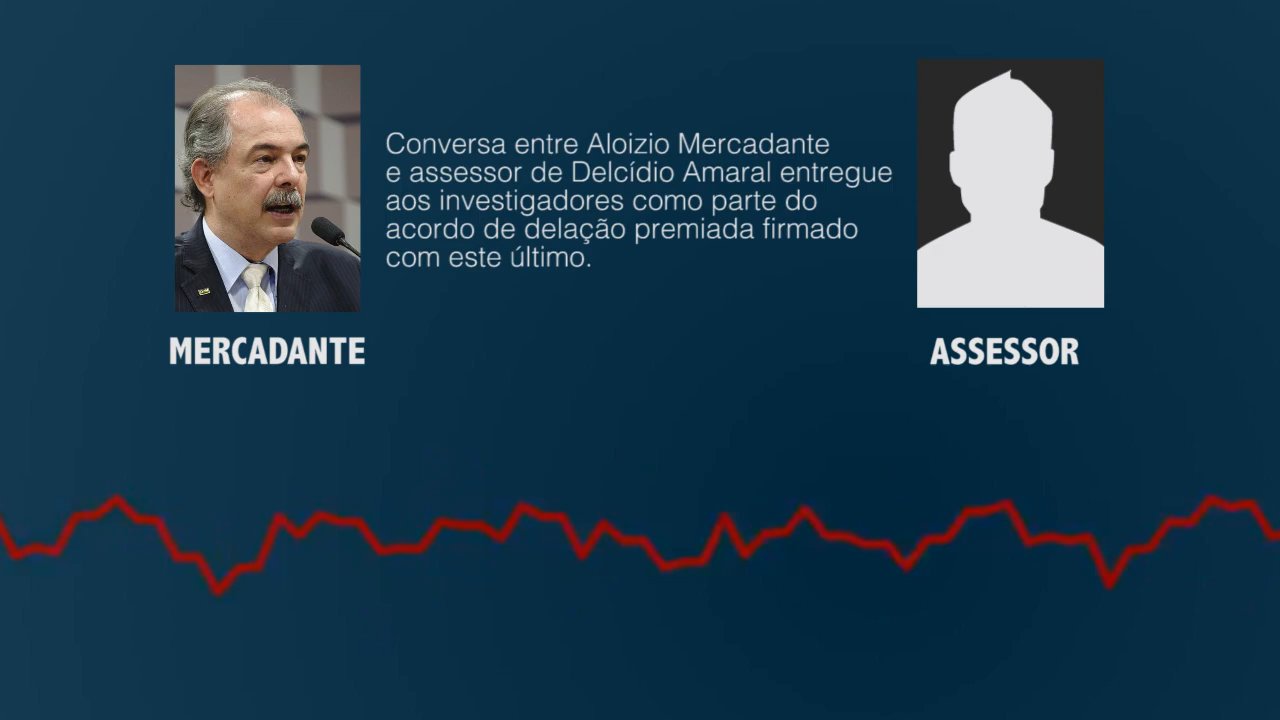 Conversa entre Aloizio Mercadante
e assessor de Delcídio Amaral entregue
aos investigadores como parte do
acordo de delação premiada firmado
com este último.
MERCADANTE
ASSESSOR